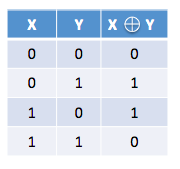 X Y X ⊕ Y
0 0 0
0 1 1
1 0 1
1 1 0